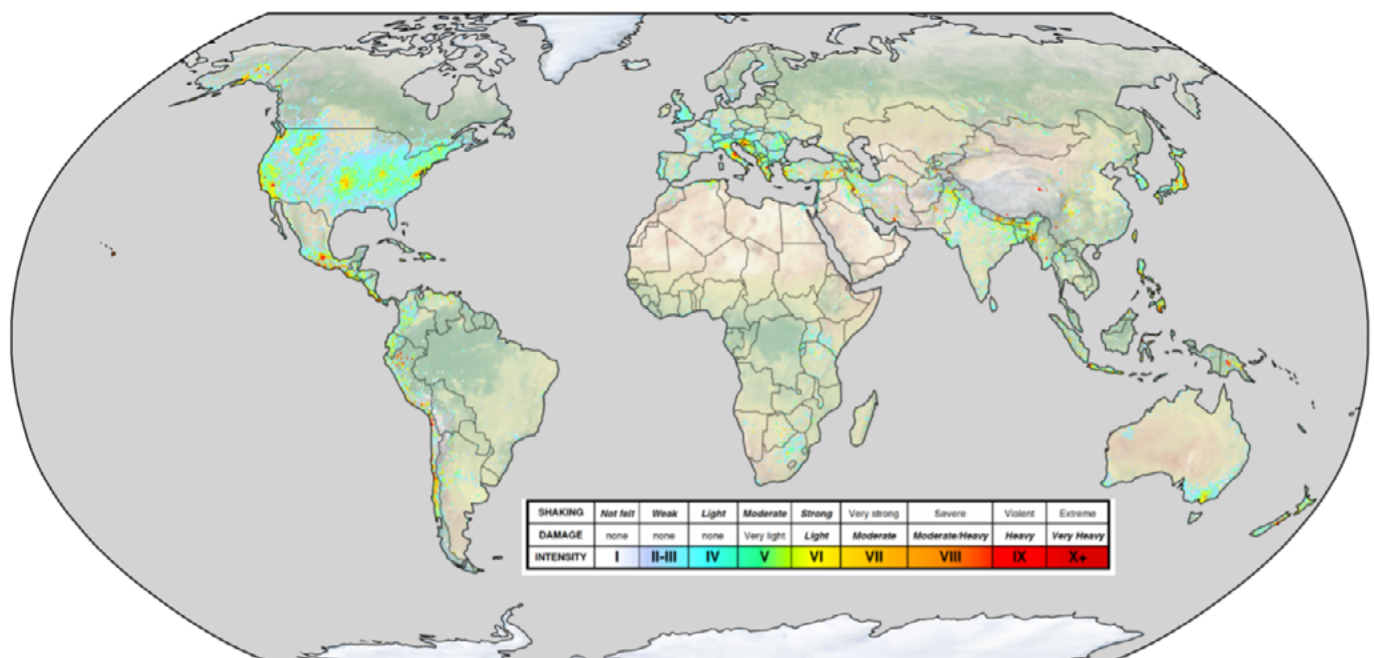 SHAKING Not felt Weak Light Moderate Strong Very strong Severe Violent Extreme
DAMAGE none none none Very light Light Moderate Moderate/Heavy Heavy Very Heavy
INTENSITY I II-III IV V VI VII VIII IX X+